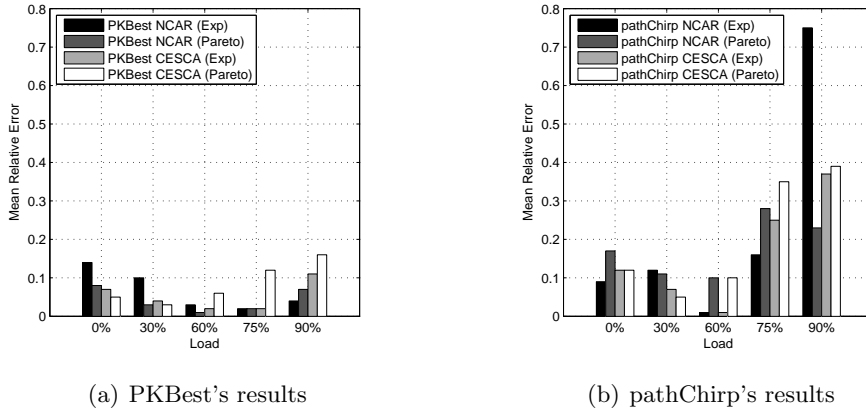 0.8
0.7
0.6
0.5
0.4
0.3
0.2
0.1
0
Mean Relative Error
PKBest NCAR (Exp)
PKBest NCAR (Pareto)
PKBest CESCA (Exp)
PKBest CESCA (Pareto)
0% 30% 60% 75% 90%
Load
(a) PKBest's results
0.8
0.7
0.6
0.5
0.4
0.3
0.2
0.1
0
Mean Relative Error
pathChirp NCAR (Exp)
pathChirp NCAR (Pareto)
pathChirp CESCA (Exp)
pathChirp CESCA (Pareto)
0% 30% 60% 75% 90%
Load
(b) pathChirp's results